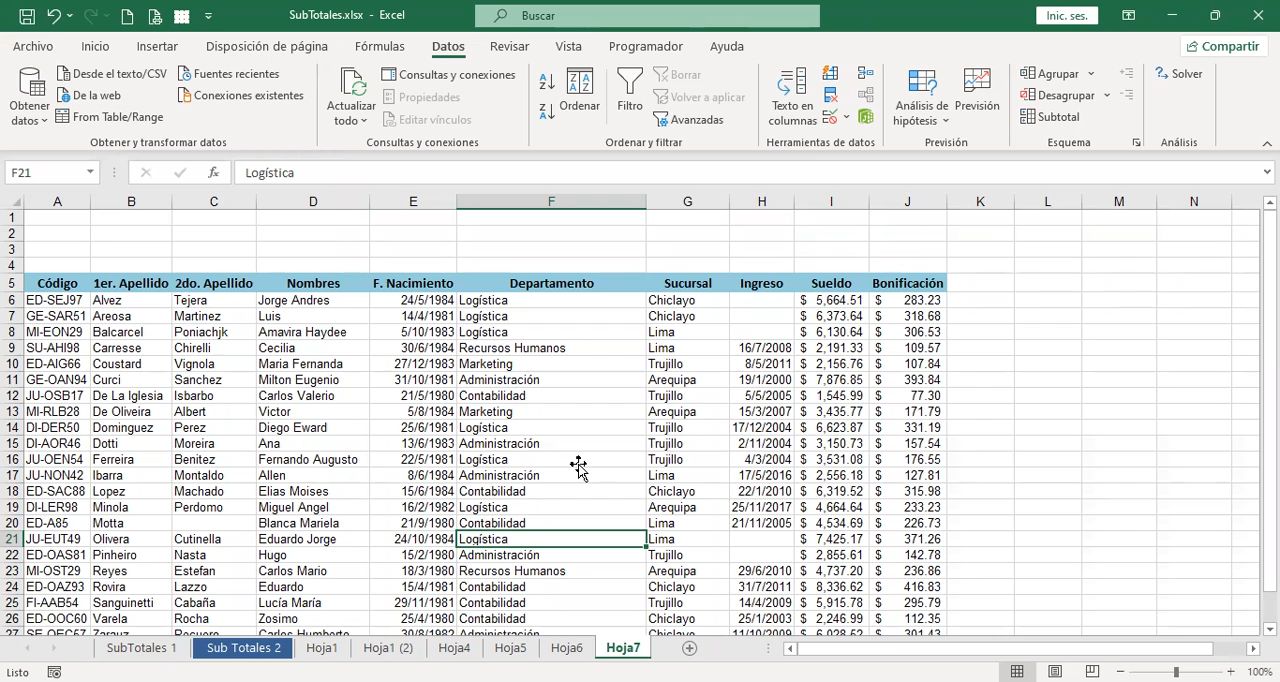 SubTotales.xlsx - Excel
Buscar
Inic. ses.
Archivo Inicio Insertar Disposición de página Fórmulas Datos Revisar Vista Programador Ayuda
Compartir
Obtener datos
Desde el texto/CSV
De la web
From Table/Range
Fuentes recientes
Conexiones existentes
Obtener y transformar datos
Actualizar todo
Consultas y conexiones
Propiedades
Editar vínculos
Consultas y conexiones
Ordenar
Filtro
Borrar
Volver a aplicar
Avanzadas
Ordenar y filtrar
Texto en columnas
Herramientas de datos
Análisis de hipótesis
Previsión
Previsión
Agrupar
Desagrupar
Subtotal
Esquema
Solver
Análisis
F21 fx Logística
A B C D E F G H I J K L M N
1
2
3
4
5 Código 1er. Apellido 2do. Apellido Nombres F. Nacimiento Departamento Sucursal Ingreso Sueldo Bonificación
6 ED-SEJ97 Alvez Tejera Jorge Andres 24/5/1984 Logística Chiclayo $ 5,664.51 $ 283.23
7 GE-SAR51 Areosa Martinez Luis 14/4/1981 Logística Chiclayo $ 6,373.64 $ 318.68
8 MI-EON29 Balcarcel Poniachjk Amavira Haydee 5/10/1983 Logística Lima $ 6,130.64 $ 306.53
9 SU-AHI98 Carresse Chirelli Cecilia 30/6/1984 Recursos Humanos Lima 16/7/2008 $ 2,191.33 $ 109.57
10 ED-AIG66 Coustard Vignola Maria Fernanda 27/12/1983 Marketing Trujillo 8/5/2011 $ 2,156.76 $ 107.84
11 GE-OAN94 Curci Sanchez Milton Eugenio 31/10/1981 Administración Arequipa 19/1/2000 $ 7,876.85 $ 393.84
12 JU-OSB17 De La Iglesia Isbarbo Carlos Valerio 21/5/1980 Contabilidad Trujillo 5/5/2005 $ 1,545.99 $ 77.30
13 MI-RLB28 De Oliveira Albert Victor 5/8/1984 Marketing Arequipa 15/3/2007 $ 3,435.77 $ 171.79
14 DI-DER50 Dominguez Perez Diego Eward 25/6/1981 Logística Trujillo 17/12/2004 $ 6,623.87 $ 331.19
15 DI-AOR46 Dotti Moreira Ana 13/6/1983 Administración Trujillo 2/11/2004 $ 3,150.73 $ 157.54
16 JU-OEN54 Ferreira Benitez Fernando Augusto 22/5/1981 Logística Trujillo 4/3/2004 $ 3,531.08 $ 176.55
17 JU-NON42 Ibarra Montaldo Allen 8/6/1984 Administración Lima 17/5/2016 $ 2,556.18 $ 127.81
18 ED-SAC88 Lopez Machado Elias Moises 15/6/1984 Contabilidad Chiclayo 22/1/2010 $ 6,319.52 $ 315.98
19 DI-LER98 Minola Perdomo Miguel Angel 16/2/1982 Logística Arequipa 25/11/2017 $ 4,664.64 $ 233.23
20 ED-A85 Motta Blanca Mariela 21/9/1980 Contabilidad Lima 21/11/2005 $ 4,534.69 $ 226.73
21 JU-EUT49 Olivera Cutinella Eduardo Jorge 24/10/1984 Logística Lima $ 7,425.17 $ 371.26
22 ED-OAS81 Pinheiro Nasta Hugo 15/2/1980 Administración Trujillo $ 2,855.61 $ 142.78
23 MI-OST29 Reyes Estefan Carlos Mario 18/3/1980 Recursos Humanos Arequipa 29/6/2010 $ 4,737.20 $ 236.86
24 ED-OAZ93 Rovira Lazzo Eduardo 15/4/1981 Contabilidad Chiclayo 31/7/2011 $ 8,336.62 $ 416.83
25 FI-AAB54 Sanguinetti Cabaña Lucía María 29/11/1981 Contabilidad Trujillo 14/4/2009 $ 5,915.78 $ 295.79
26 ED-OOC60 Varela Rocha Zosimo 25/4/1980 Contabilidad Chiclayo 25/1/2003 $ 2,246.99 $ 112.35
27 SE-OEC57 Zarauz Recuero Carlos Humberto 30/8/1982 Administración Chiclayo 11/10/2009 $ 6,028.52 $ 301.43
SubTotales 1 Sub Totales 2 Hoja1 Hoja1 (2) Hoja4 Hoja5 Hoja6 Hoja7
Listo 100%